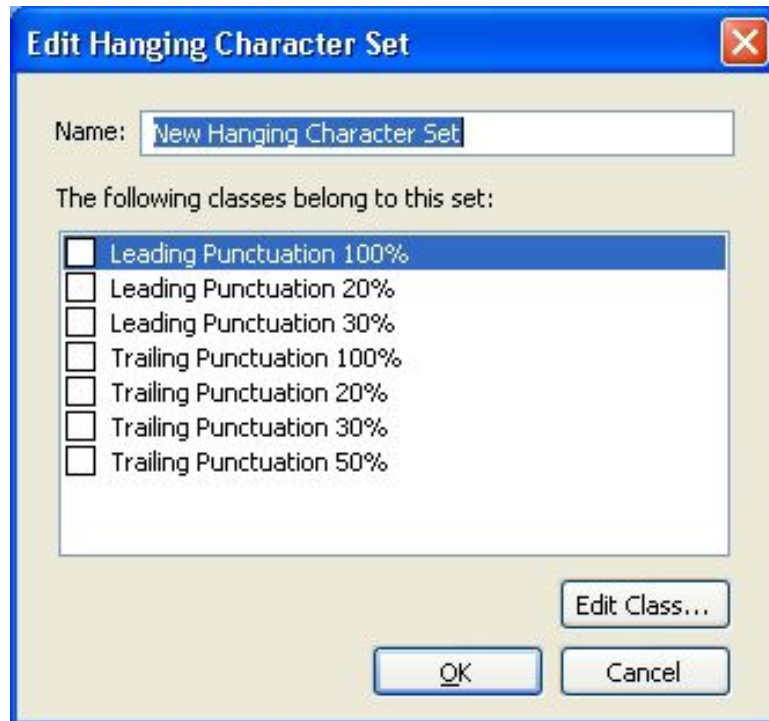 Edit Hanging Character Set
Name: New Hanging Character Set
The following classes belong to this set:
Leading Punctuation 100%
Leading Punctuation 20%
Leading Punctuation 30%
Trailing Punctuation 100%
Trailing Punctuation 20%
Trailing Punctuation 30%
Trailing Punctuation 50%
Edit Class...
OK Cancel